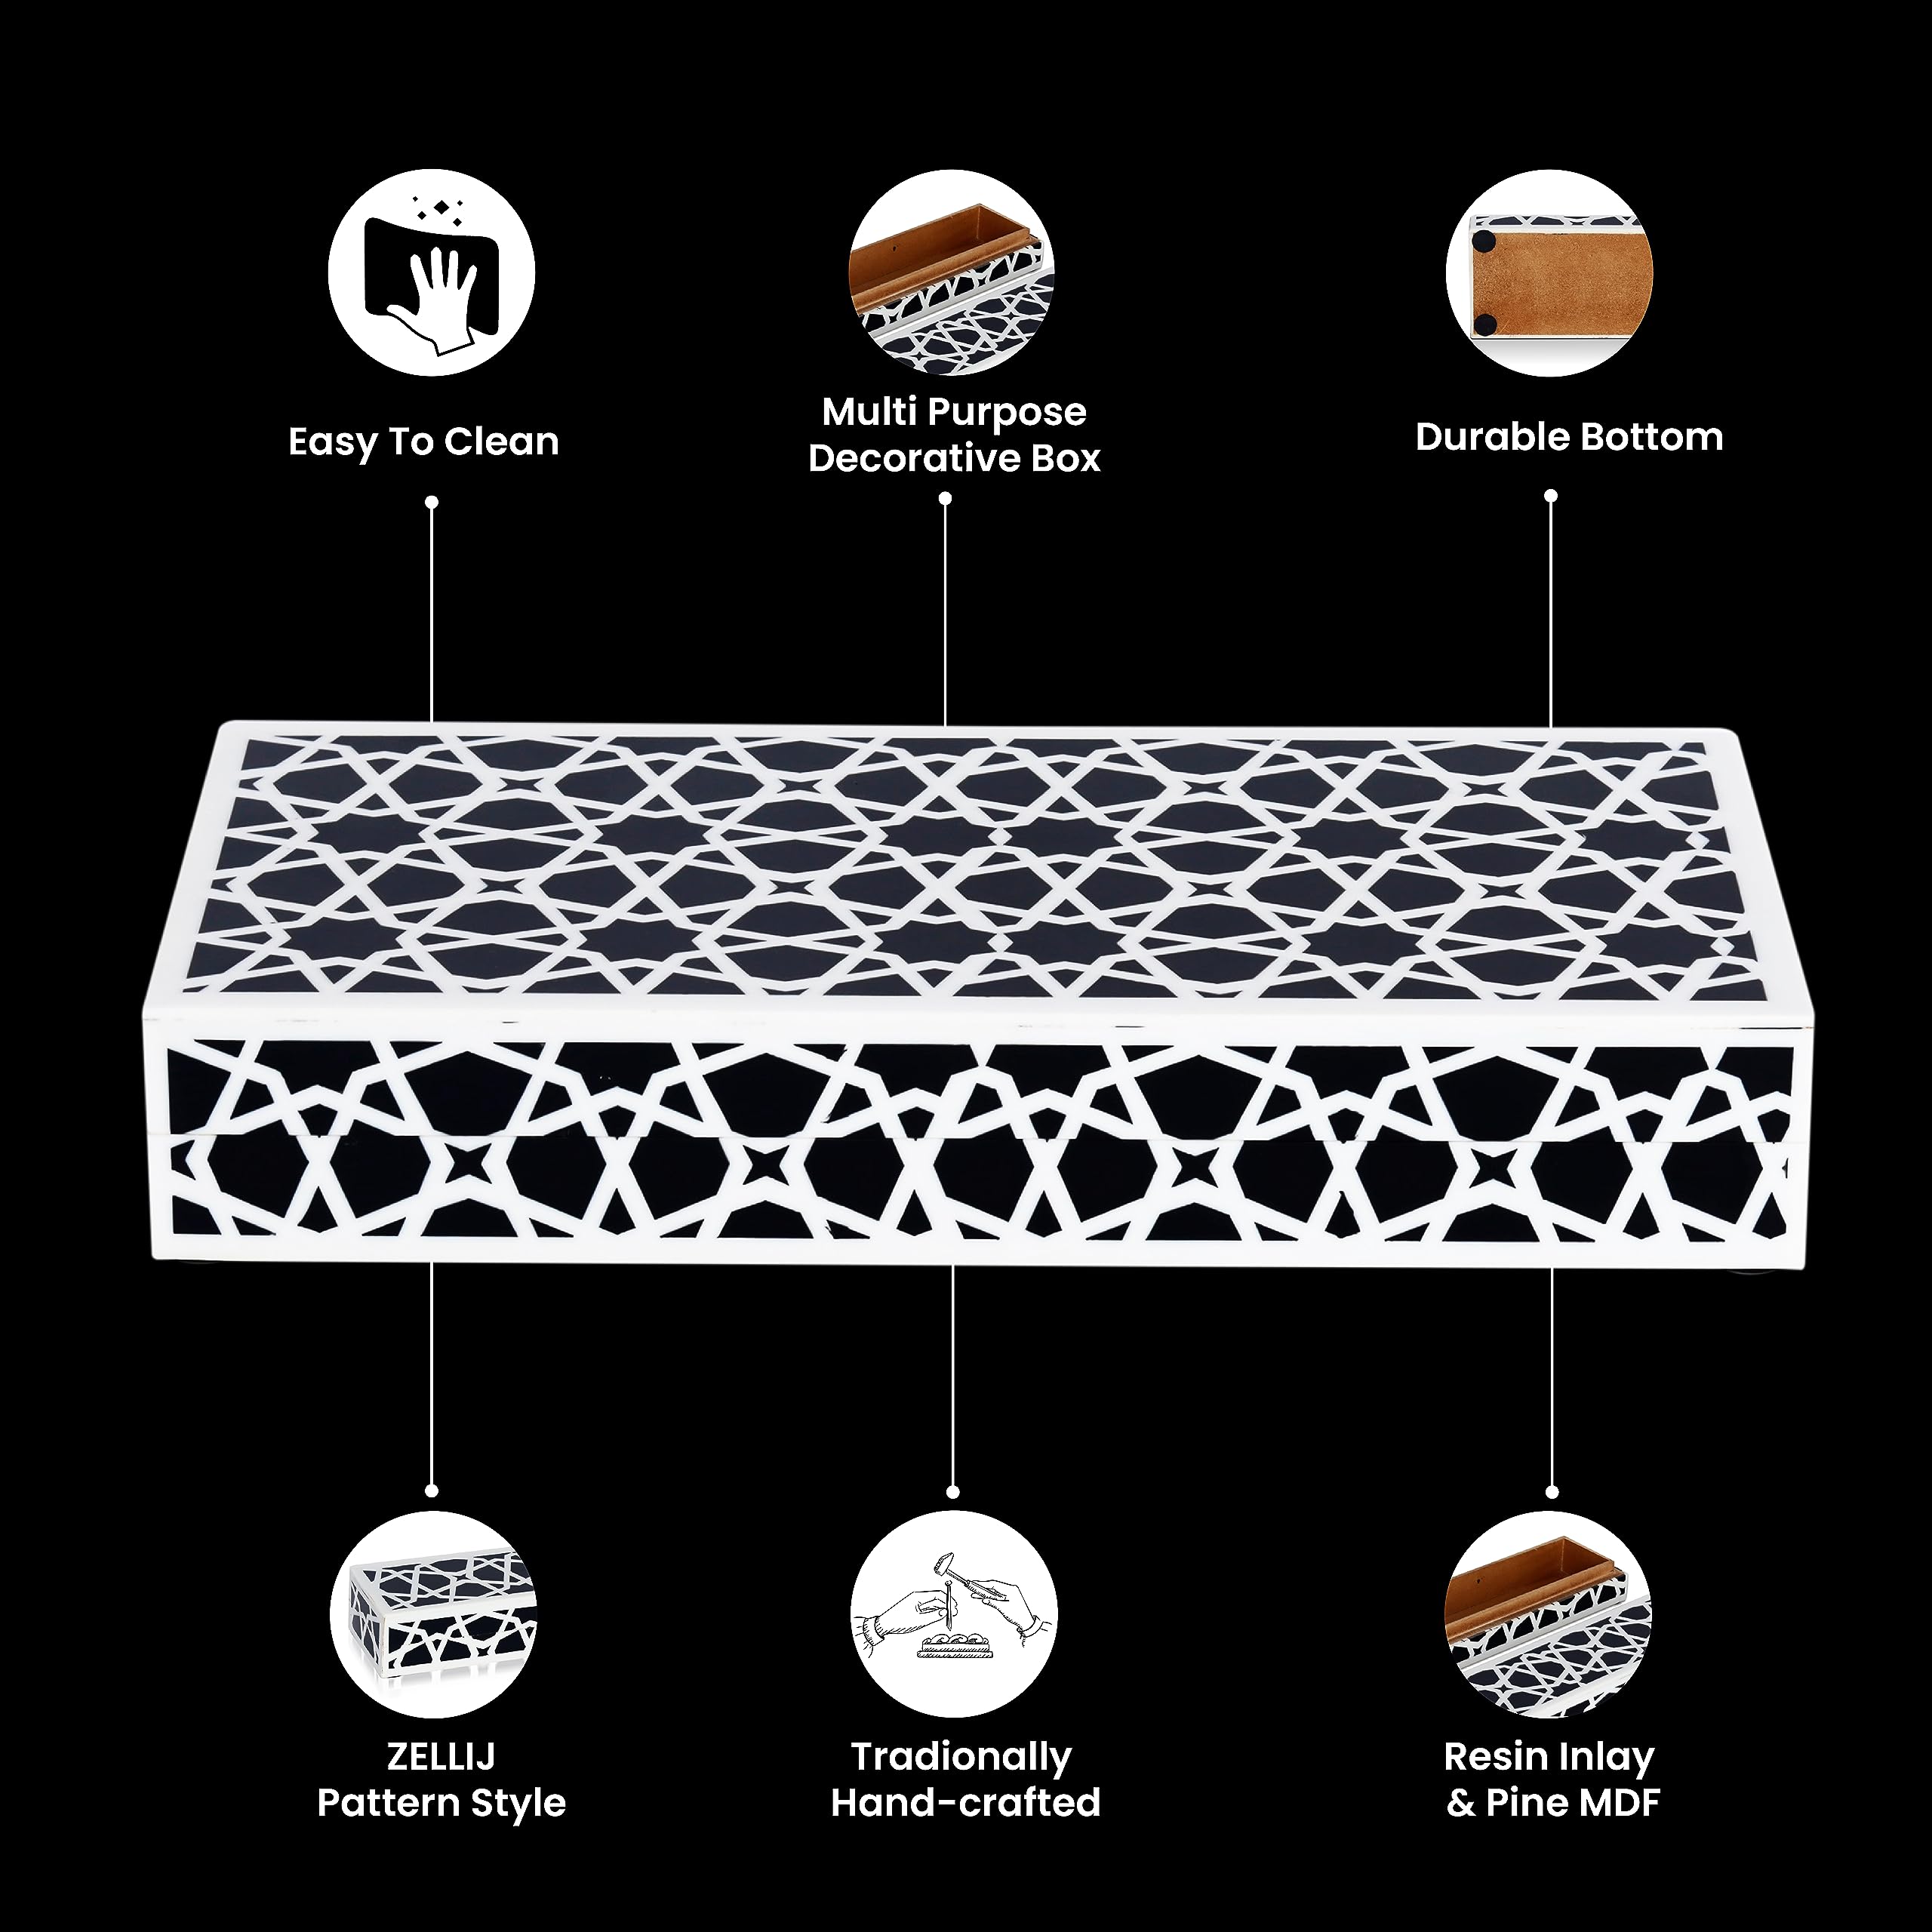 Easy To Clean
Multi Purpose
Decorative Box
Durable Bottom
ZELLIJ
Pattern Style
Tradionally
Hand-crafted
Resin Inlay
& Pine MDF